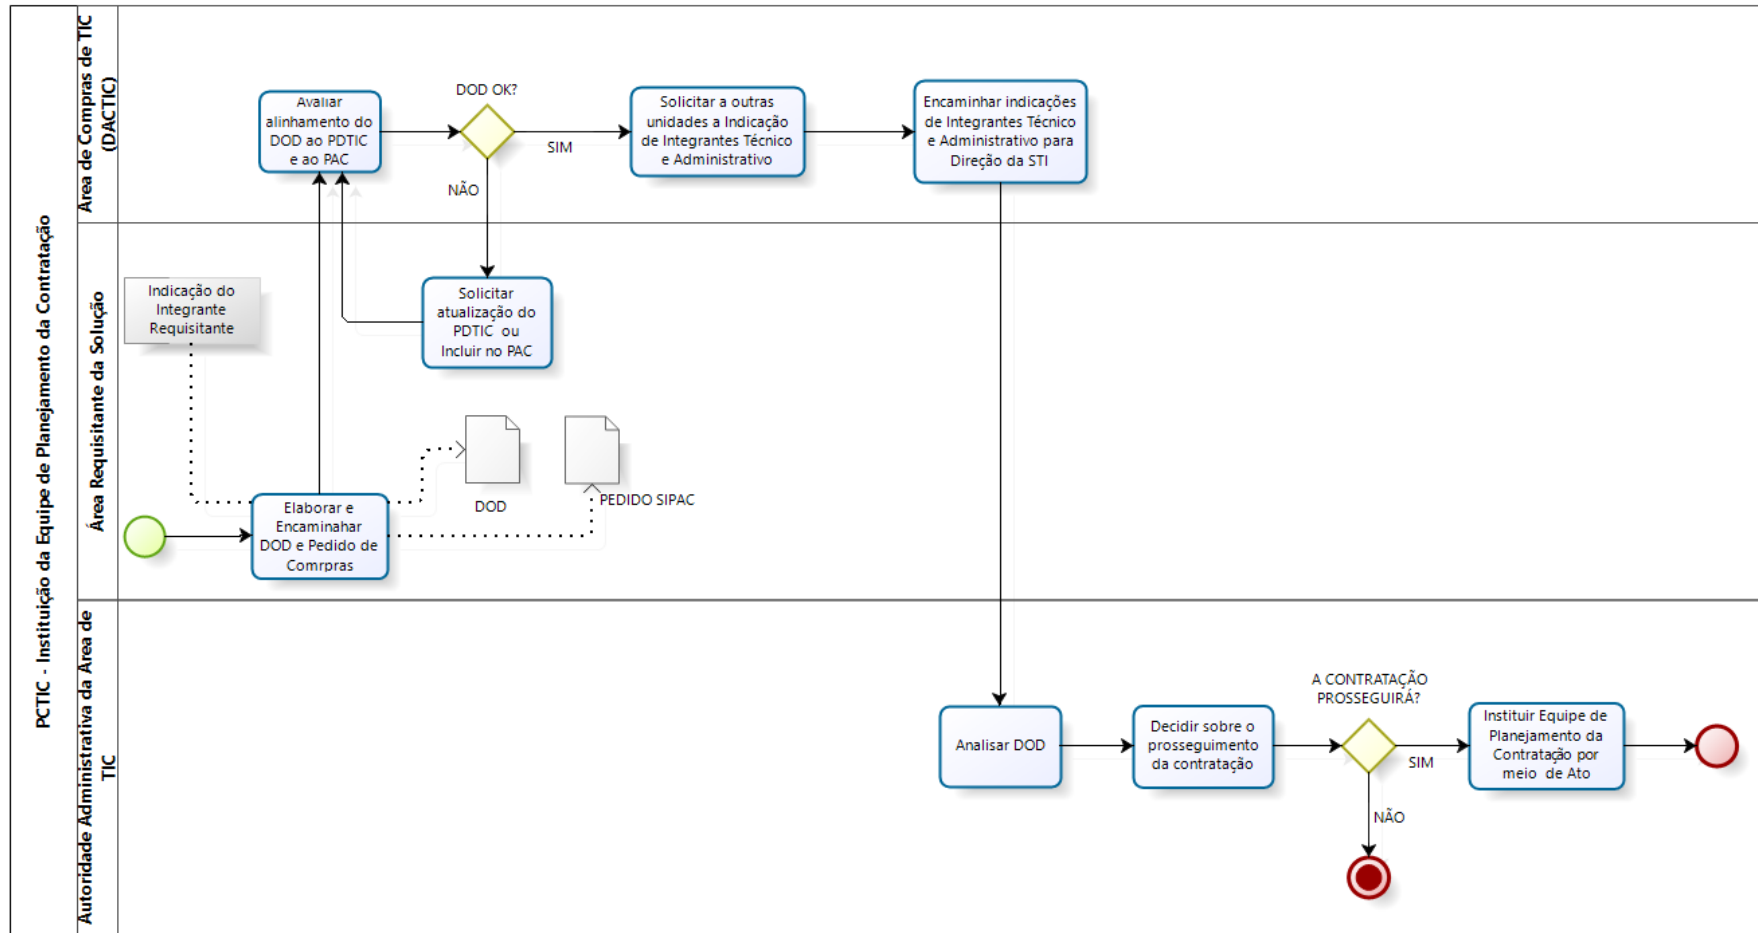 PCTIC - Instituição da Equipe de Planejamento da Contratação
Área de Compras de TIC
(DACTIC)
Avaliar
alinhamento do
DOD ao PDTIC
e ao PAC
DOD OK?
SIM
NÃO
Solicitar a outras
unidades a Indicação
de Integrantes Técnico
e Administrativo
Encaminhar indicações
de Integrantes Técnico
e Administrativo para
Direção da STI
Área Requisitante da Solução
Indicação do
Integrante
Requisitante
Solicitar
atualização do
PDTIC ou
Incluir no PAC
DOD
PEDIDO SIPAC
Elaborar e
Encaminahar
DOD e Pedido de
Comrpras
Autoridade Administrativa da Área de
TIC
Analisar DOD
Decidir sobre o
prosseguimento
da contratação
A CONTRATAÇÃO
PROSSEGUIRÁ?
SIM
NÃO
Instituir Equipe de
Planejamento da
Contratação por
meio de Ato